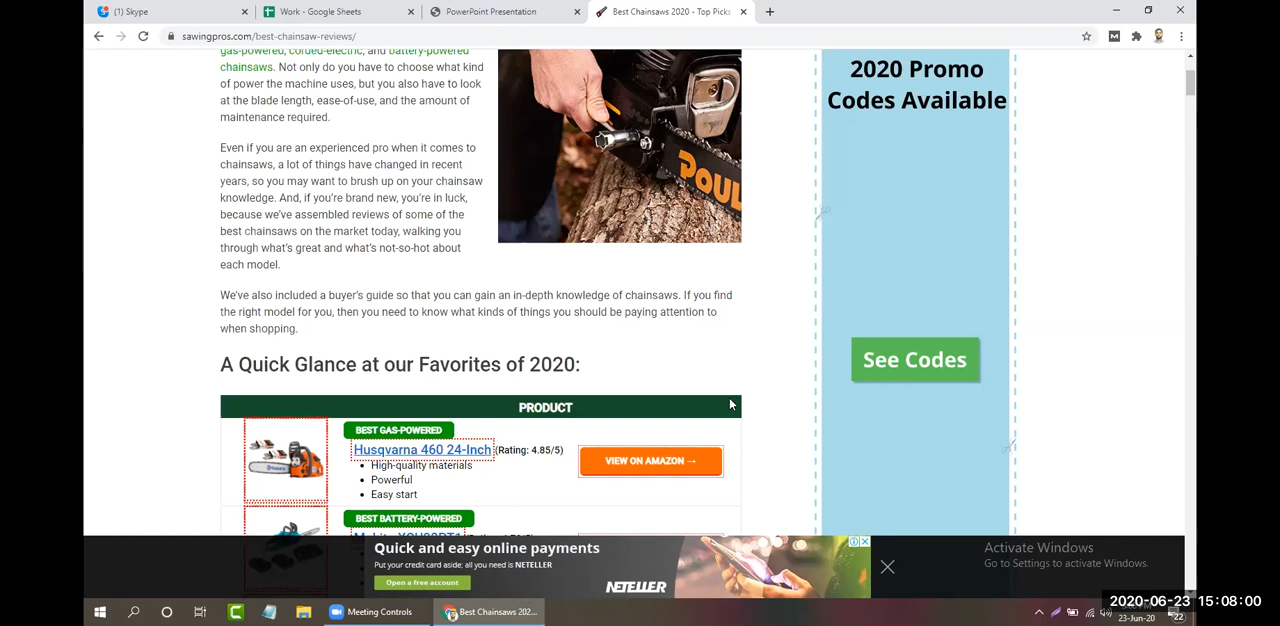 (1) Skype
Work - Google Sheets
PowerPoint Presentation
Best Chainsaws 2020 - Top Picks
sawingpros.com/best-chainsaw-reviews/
gas-powered, corded-electric, and battery-powered
chainsaws. Not only do you have to choose what kind
of power the machine uses, but you also have to look
at the blade length, ease-of-use, and the amount of
maintenance required.
Even if you are an experienced pro when it comes to
chainsaws, a lot of things have changed in recent
years, so you may want to brush up on your chainsaw
knowledge. And, if you're brand new, you're in luck,
because we've assembled reviews of some of the
best chainsaws on the market today, walking you
through what's great and what's not-so-hot about
each model.
POUL
We've also included a buyer's guide so that you can gain an in-depth knowledge of chainsaws. If you find
the right model for you, then you need to know what kinds of things you should be paying attention to
when shopping.
A Quick Glance at our Favorites of 2020:
PRODUCT
BEST GAS-POWERED
Husqvarna 460 24-Inch (Rating: 4.85/5)
• High-quality materials
• Powerful
• Easy start
VIEW ON AMAZON →
BEST BATTERY-POWERED
2020 Promo
Codes Available
See Codes
Quick and easy online payments
Put your credit card aside; all you need is NETELLER
Open a free account
NETELLER
Activate Windows
Go to Settings to activate Windows.
Meeting Controls
Best Chainsaws 202...
2020-06-23 15:08:00
23-Jun-20
22